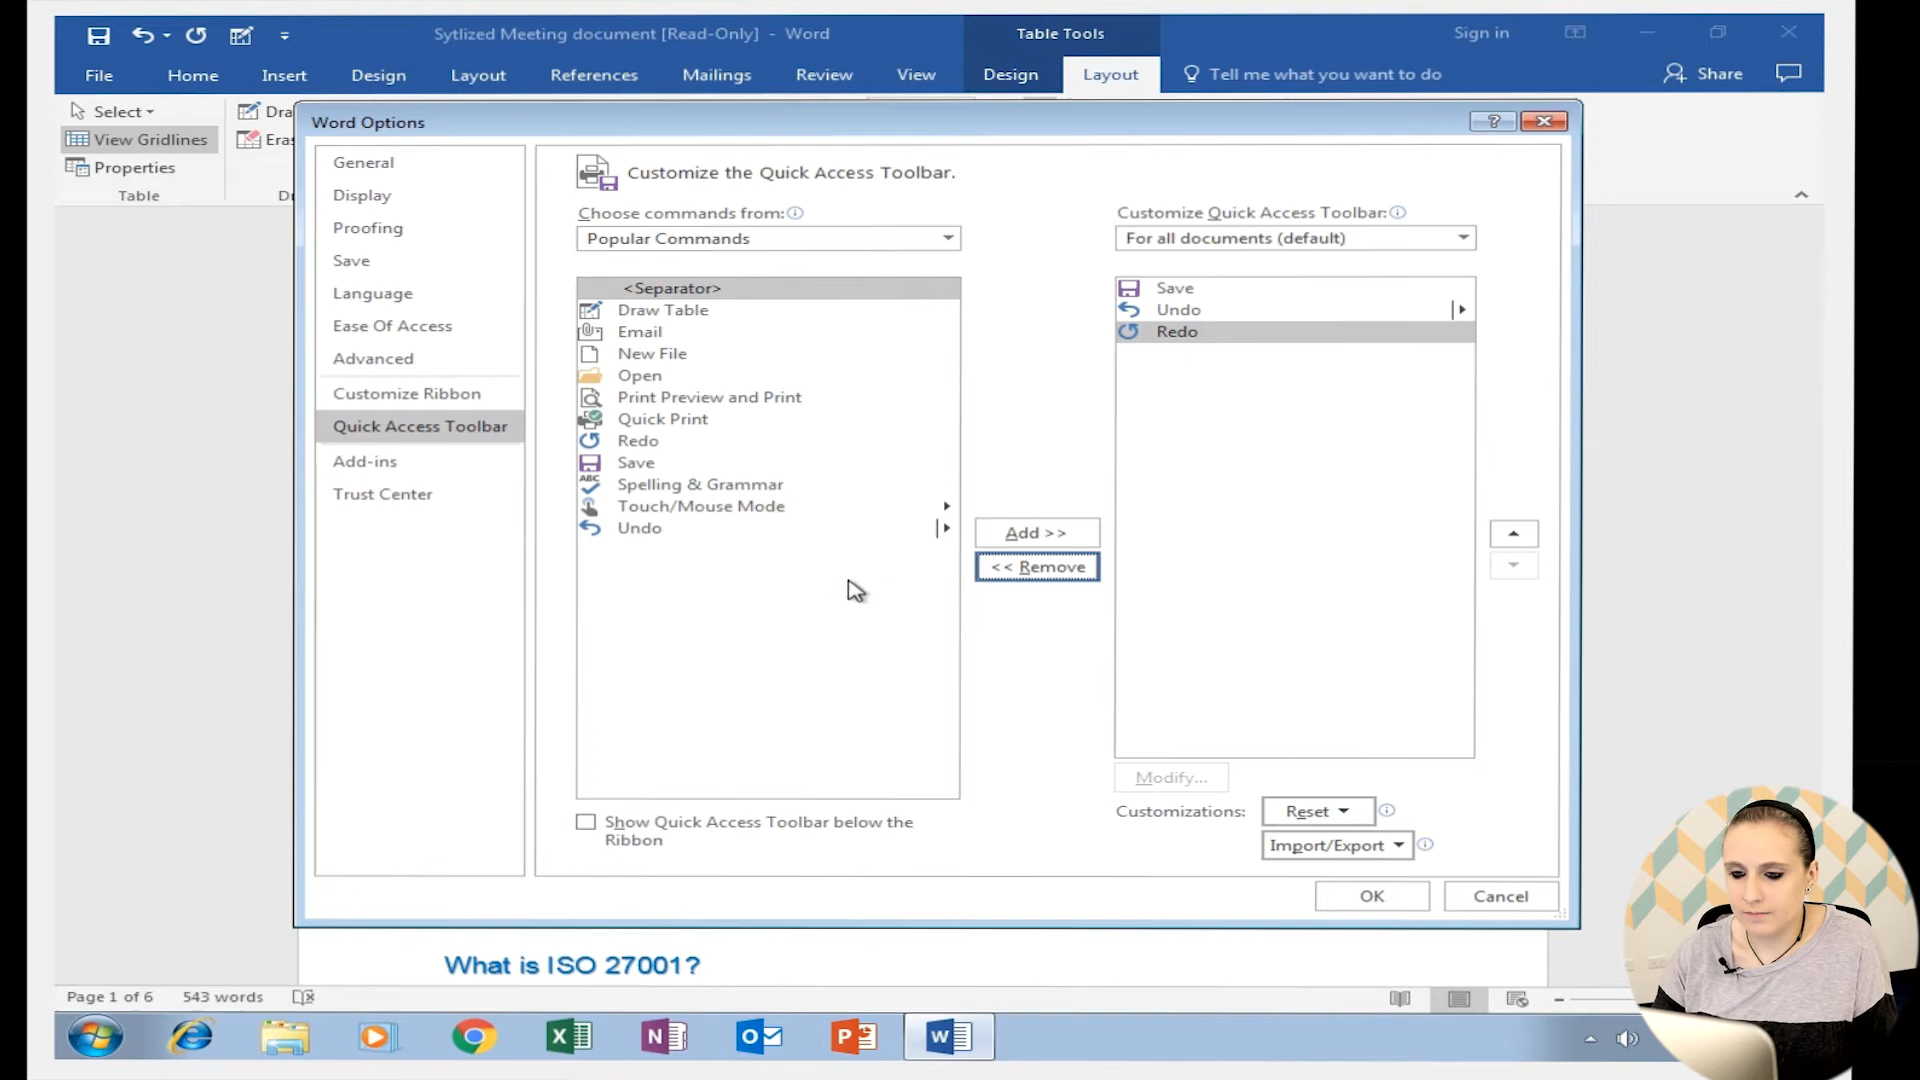 Sytlized Meeting document [Read-Only] - Word
Table Tools
Sign in
File Home Insert Design Layout References Mailings Review View Design Layout Tell me what you want to do Share
Select
View Gridlines
Properties
Table
Dra
Eras
Word Options
General
Display
Proofing
Save
Language
Ease Of Access
Advanced
Customize Ribbon
Quick Access Toolbar
Add-ins
Trust Center
Customize the Quick Access Toolbar.
Choose commands from:
Popular Commands
<Separator>
Draw Table
Email
New File
Open
Print Preview and Print
Quick Print
Redo
Save
ABC
Spelling & Grammar
Touch/Mouse Mode
Undo
Show Quick Access Toolbar below the
Ribbon
Add >>
<< Remove
Customize Quick Access Toolbar:
For all documents (default)
Save
Undo
Redo
Modify...
Customizations: Reset
Import/Export
OK Cancel
What is ISO 27001?
Page 1 of 6 543 words